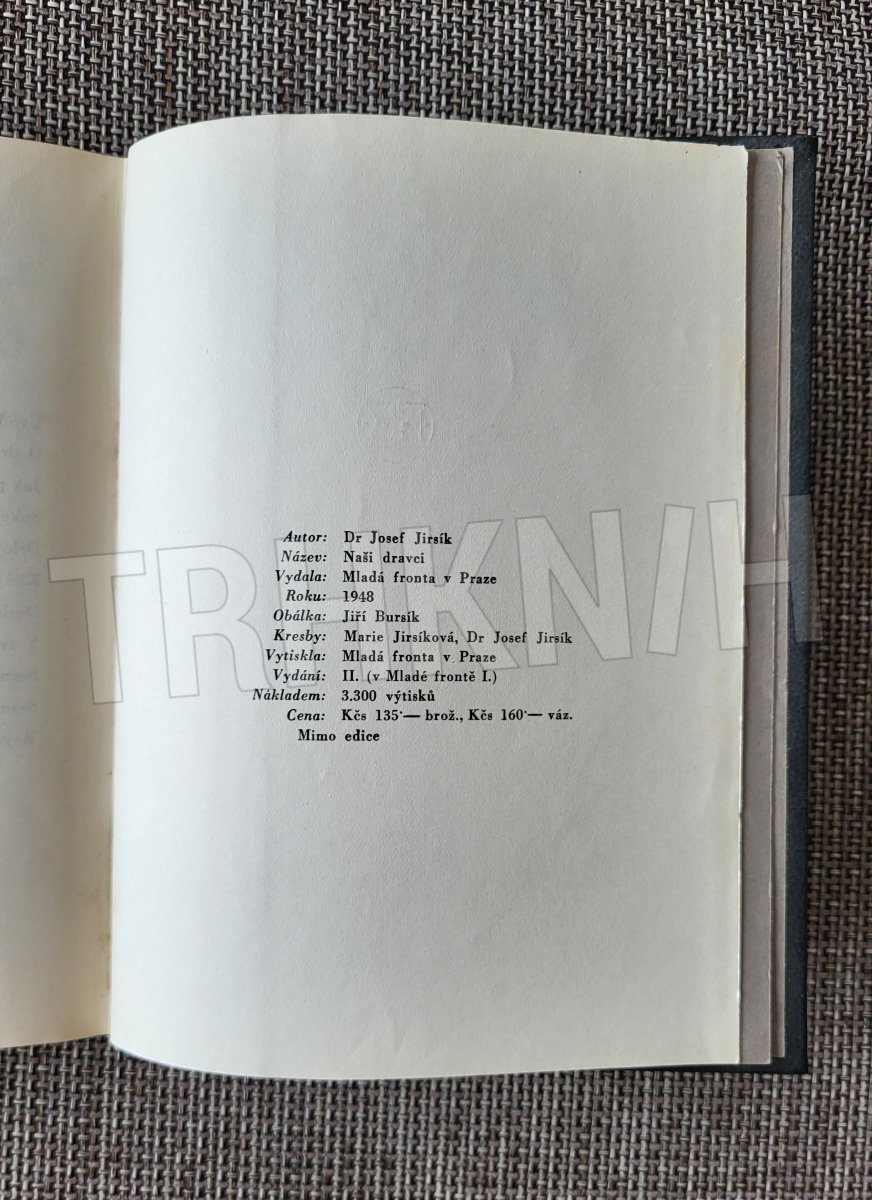 Autor: Dr Josef Jirsík
Název: Naši dravci
Vydala: Mladá fronta v Praze
Roku: 1948
Obálka: Jiří Bursík
Kresby: Marie Jirsíková, Dr Josef Jirsík
Vytiskla: Mladá fronta v Praze
Vydání: II. (v Mladé frontě I.)
Nákladem: 3.300 výtisků
Cena: Kčs 135·— brož., Kčs 160·— váz.
Mimo edice
TRHKNIH